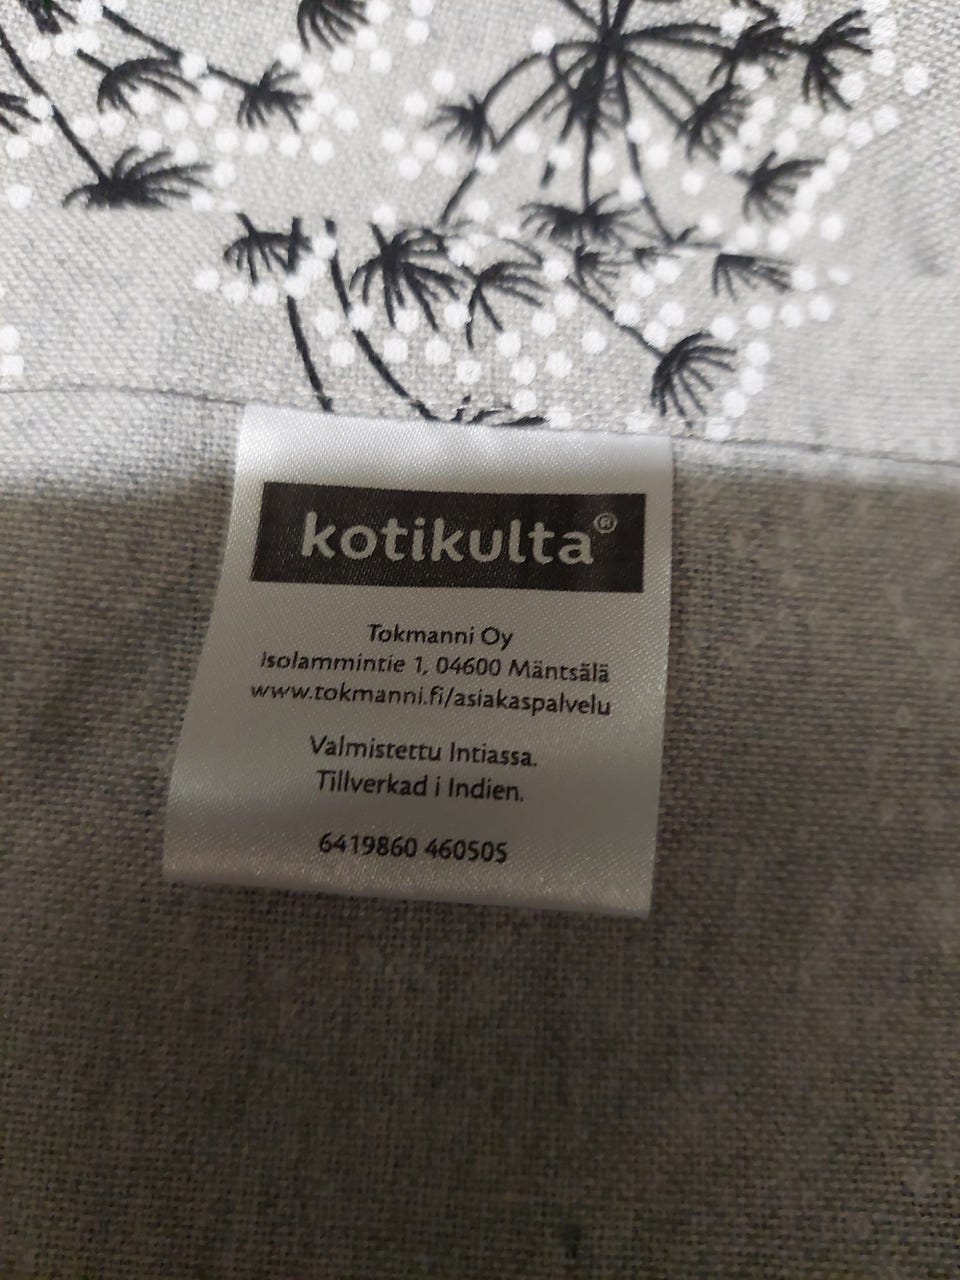 kotikulta®
Tokmanni Oy
Isolammintie 1, 04600 Mäntsälä
www.tokmanni.fi/asiakaspalvelu
Valmistettu Intiassa.
Tillverkad i Indien.
6419860 460505